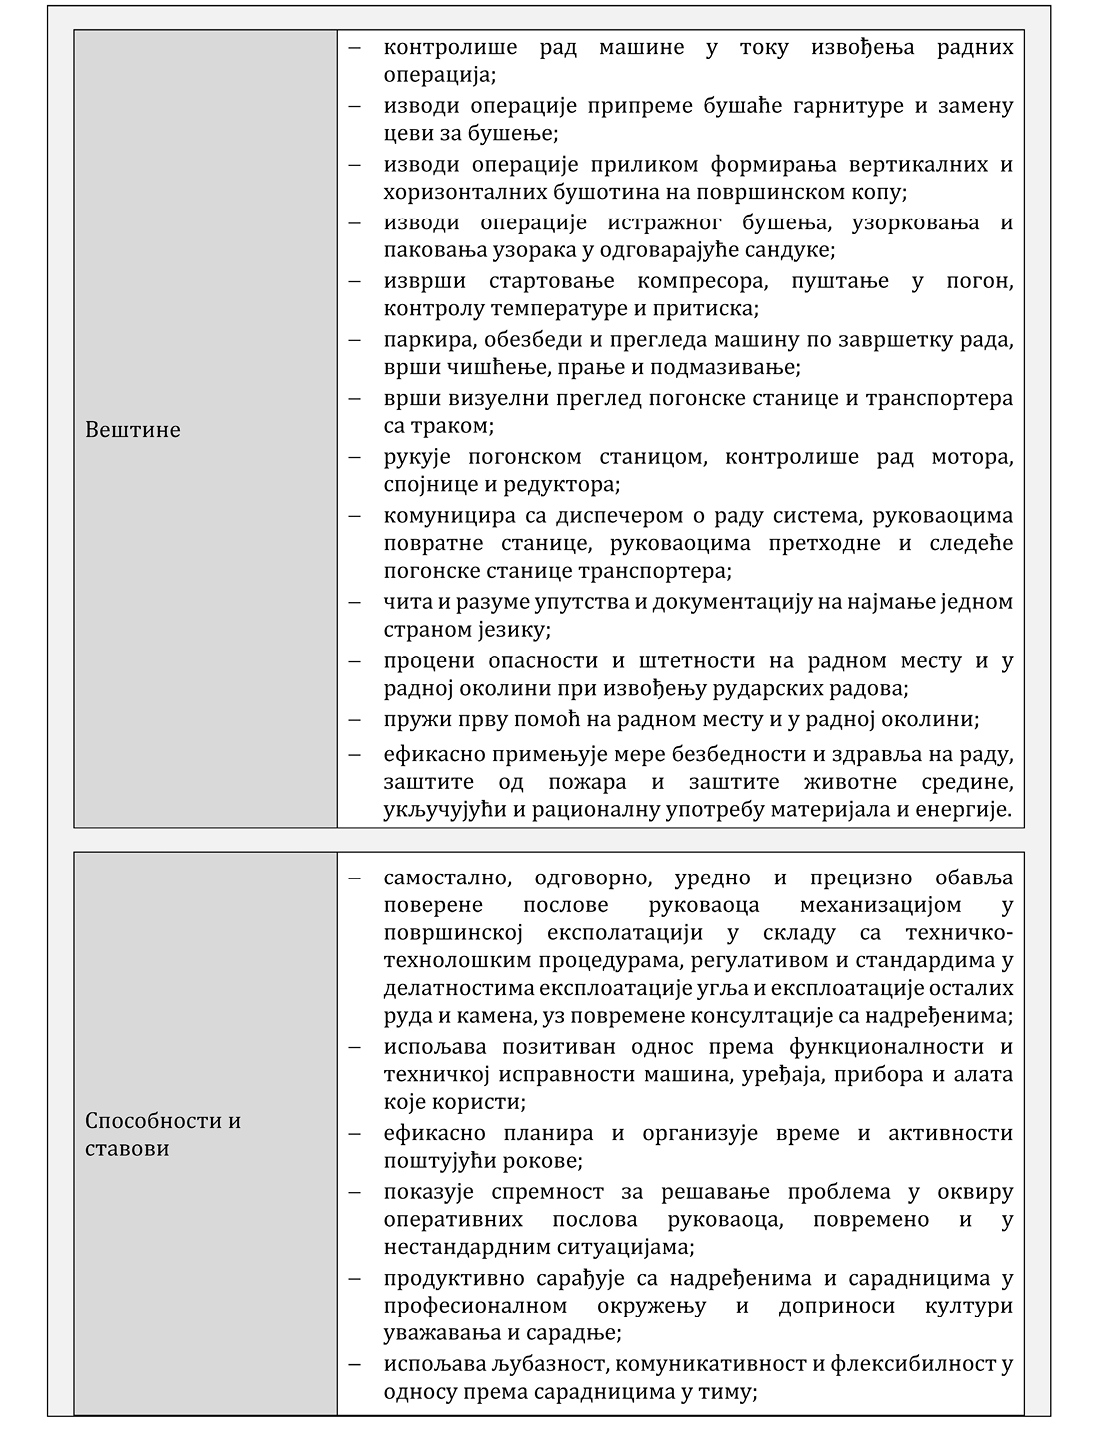 Вештине
– контролише рад машине у току извођења радних
операција;
– изводи операције припреме бушаће гарнитуре и замену
цеви за бушење;
– изводи операције приликом формирања вертикалних и
хоризонталних бушотина на површинском копу;
– изводи операције истражног бушења, узорковања и
паковања узорака у одговарајуће сандуке;
– изврши стартовање компресора, пуштање у погон,
контролу температуре и притиска;
– паркира, обезбеди и прегледа машину по завршетку рада,
врши чишћење, прање и подмазивање;
– врши визуелни преглед погонске станице и транспортера
са траком;
– рукује погонском станицом, контролише рад мотора,
спојнице и редуктора;
– комуницира са диспечером о раду система, руковаоцима
повратне станице, руковаоцима претходне и следеће
погонске станице транспортера;
– чита и разуме упутства и документацију на најмање једном
страном језику;
– процени опасности и штетности на радном месту и у
радној околини при извођењу рударских радова;
– пружи прву помоћ на радном месту и у радној околини;
– ефикасно примењује мере безбедности и здравља на раду,
заштите од пожара и заштите животне средине,
укључујући и рационалну употребу материјала и енергије.
Способности и
ставови
– самостално, одговорно, уредно и прецизно обавља
поверене послове руковаоца механизацијом у
површинској експолатацији у складу са техничко-
технолошким процедурама, регулативом и стандардима у
делатностима експлоатације угља и експлоатације осталих
руда и камена, уз повремене консултације са надређенима;
– испољава позитиван однос према функционалности и
техничкој исправности машина, уређаја, прибора и алата
које користи;
– ефикасно планира и организује време и активности
поштујући рокове;
– показује спремност за решавање проблема у оквиру
оперативних послова руковаоца, повремено и у
нестандардним ситуацијама;
– продуктивно сарађује са надређенима и сарадницима у
професионалном окружењу и доприноси култури
уважавања и сарадње;
– испољава љубазност, комуникативност и флексибилност у
односу према сарадницима у тиму;